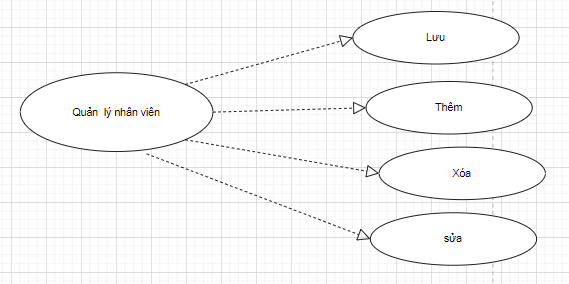 Lưu
Quản lý nhân viên
Thêm
Xóa
sửa